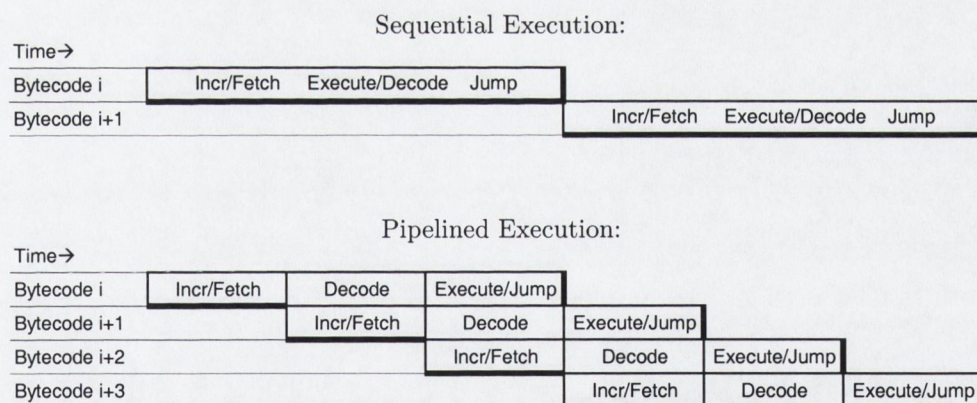 Sequential Execution:
Time→
Bytecode i Incr/Fetch Execute/Decode Jump
Bytecode i+1 Incr/Fetch Execute/Decode Jump
Pipelined Execution:
Time→
Bytecode i Incr/Fetch Decode Execute/Jump
Bytecode i+1 Incr/Fetch Decode Execute/Jump
Bytecode i+2 Incr/Fetch Decode Execute/Jump
Bytecode i+3 Incr/Fetch Decode Execute/Jump